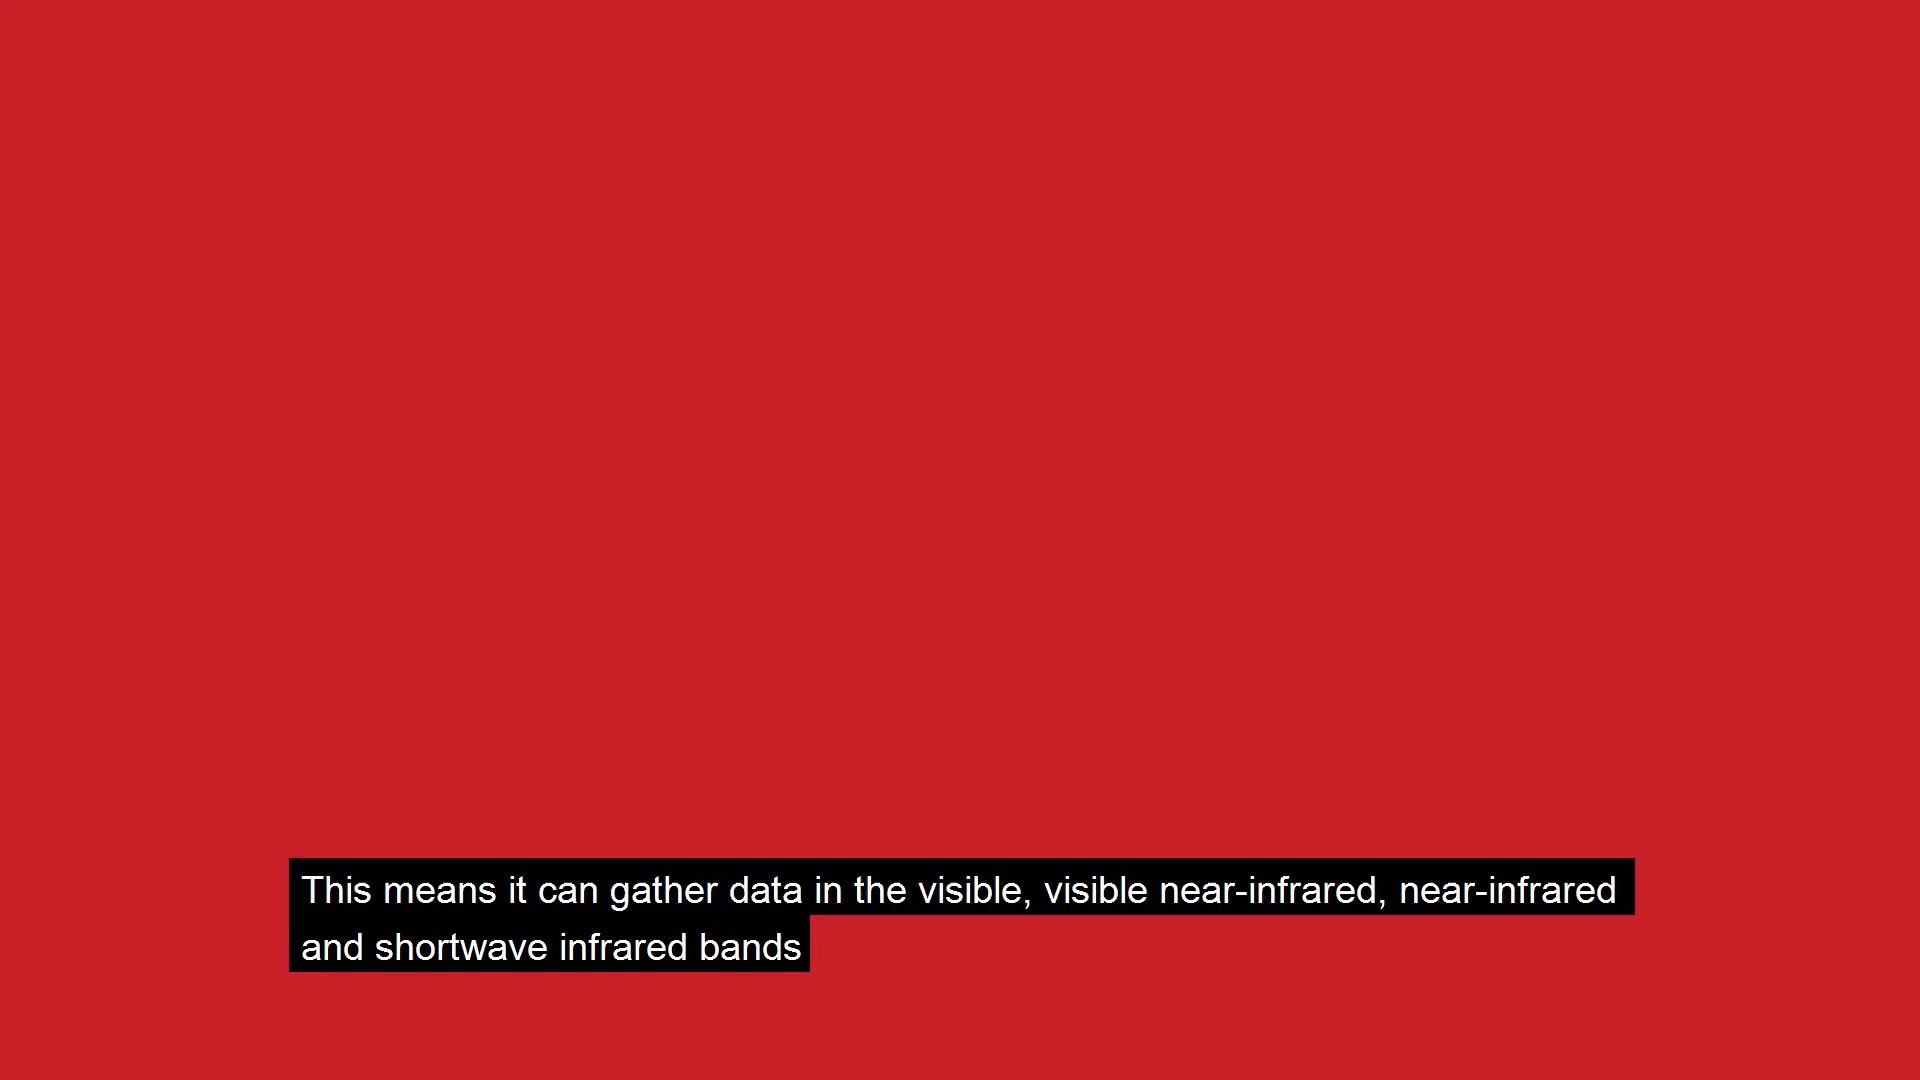 This means it can gather data in the visible, visible near-infrared, near-infrared
and shortwave infrared bands